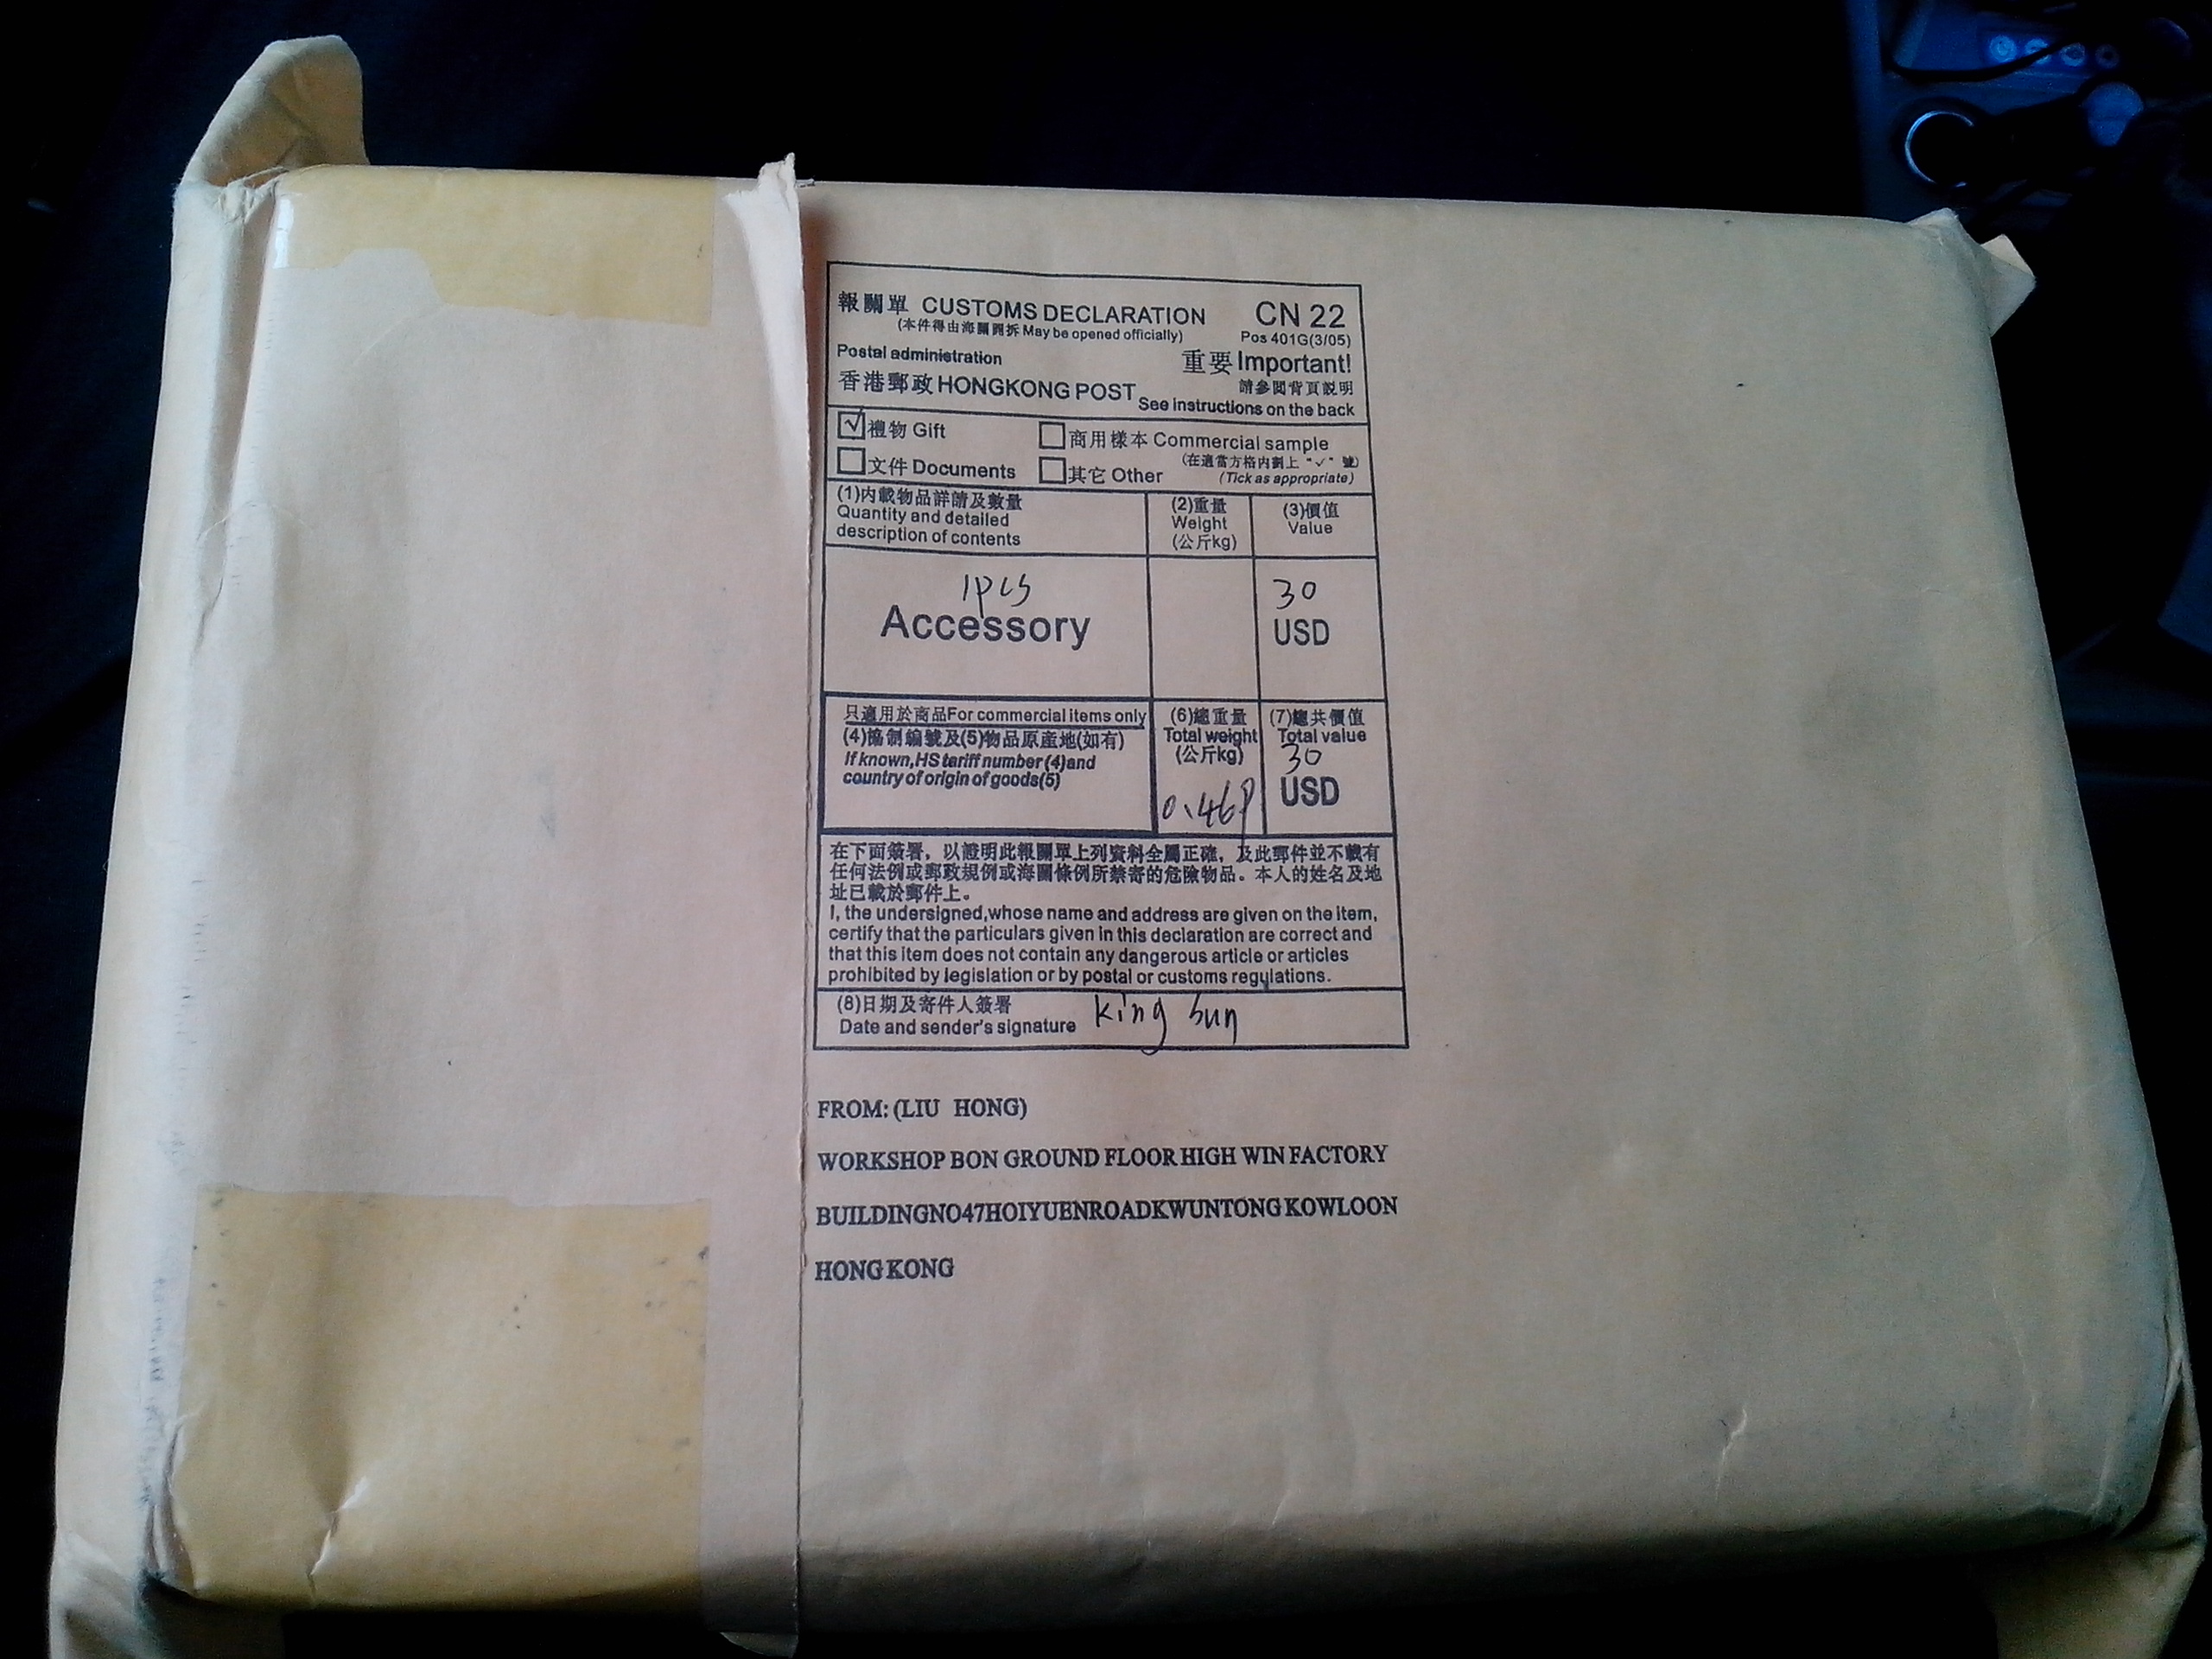 報關單 CUSTOMS DECLARATION CN 22
(本件得由海關開拆 May be opened officially) Pos 401G(3/05)
Postal administration 重要 Important!
香港郵政 HONGKONG POST 請參閱背頁説明
See instructions on the back
√ 禮物 Gift 商用樣本 Commercial sample
文件 Documents 其它 Other (在適當方格内劃上 "✓" 號)
(Tick as appropriate)
(1)内載物品詳請及數量 (2)重量 (3)價值
Quantity and detailed Weight Value
description of contents (公斤kg)
1pcs 30
Accessory USD
只適用於商品For commercial items only (6)總重量 (7)總共價值
(4)協制編號及(5)物品原產地(如有) Total weight Total value
If known,HS tariff number(4)and (公斤kg) 30
country of origin of goods(5) 0.469 USD
在下面簽署，以證明此報關單上列資料全屬正確，及此郵件並不載有
任何法例或郵政規例或海關條例所禁寄的危險物品。本人的姓名及地
址已載於郵件上。
I, the undersigned,whose name and address are given on the item,
certify that the particulars given in this declaration are correct and
that this item does not contain any dangerous article or articles
prohibited by legislation or by postal or customs regulations.
(8)日期及寄件人簽署
Date and sender's signature king sun
FROM: (LIU HONG)
WORKSHOP BON GROUND FLOOR HIGH WIN FACTORY
BUILDINGNO47HOIYUENROADKWUNTONG KOWLOON
HONG KONG